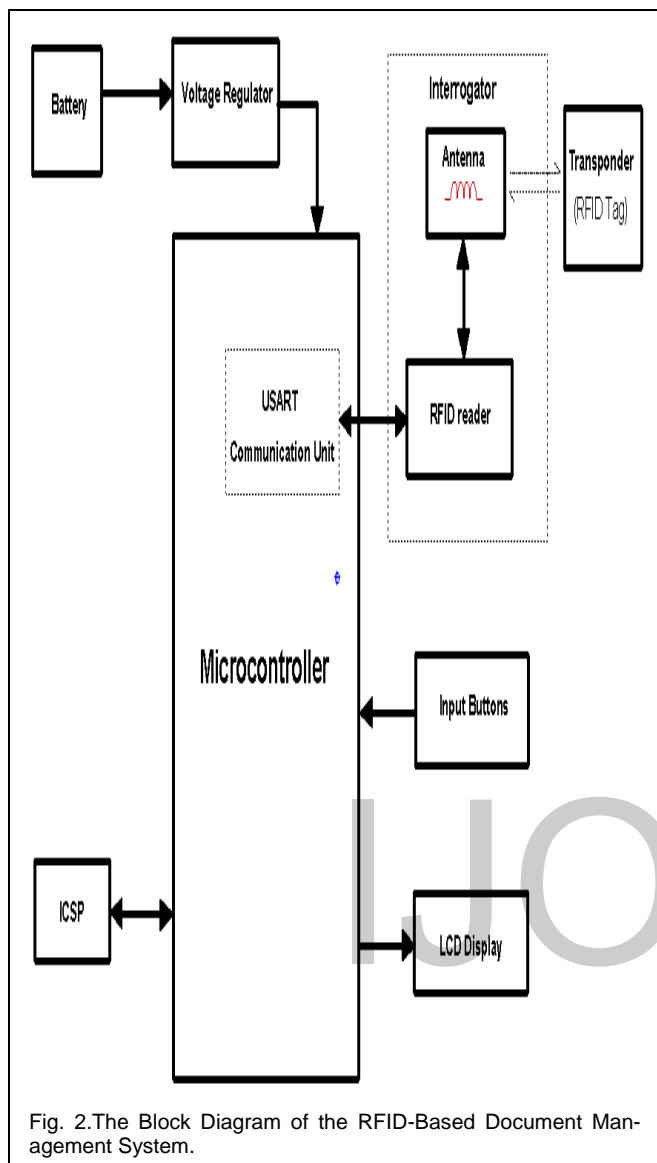 Battery
Voltage Regulator
Interrogator
Antenna
Transponder
(RFID Tag)
USART
Communication Unit
RFID reader
Microcontroller
Input Buttons
ICSP
LCD Display
IJO
Fig. 2.The Block Diagram of the RFID-Based Document Man-
agement System.